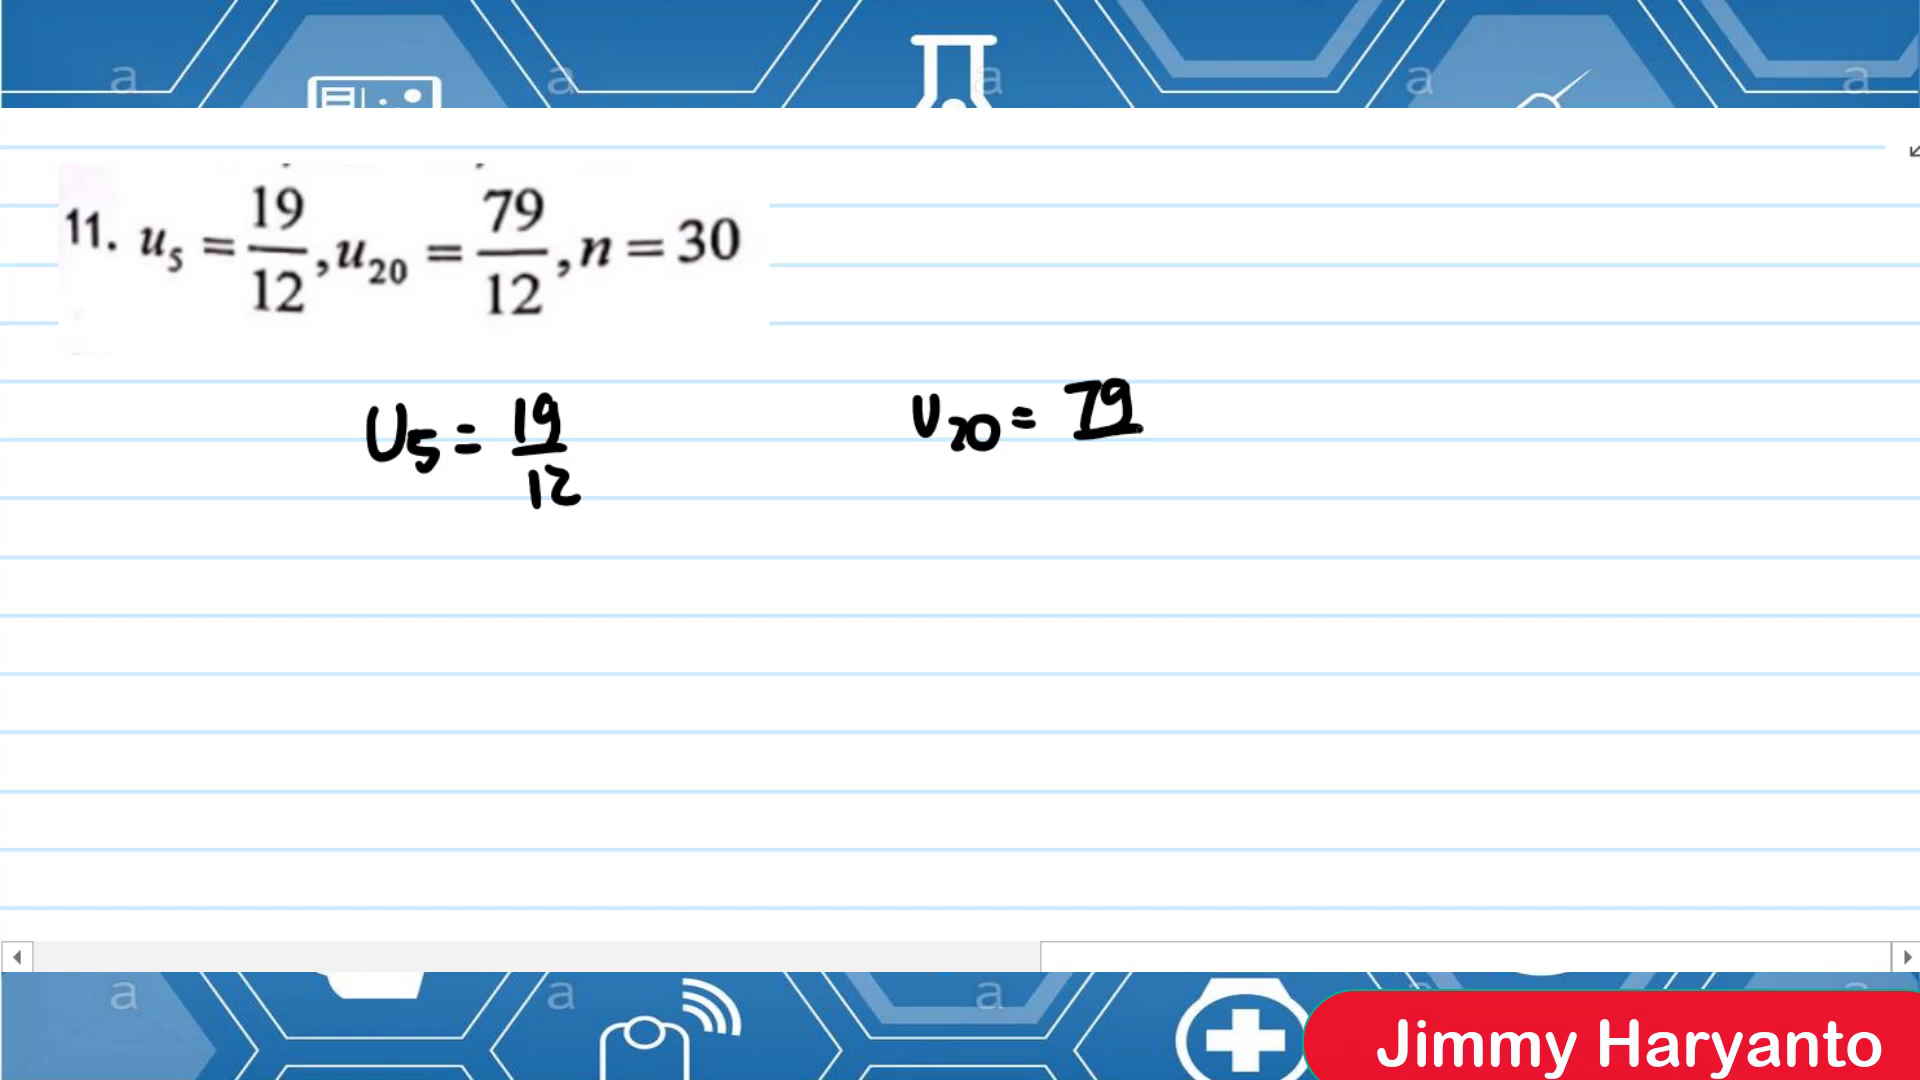 a a a a a
11. u₅ = 19/12, u₂₀ = 79/12, n = 30
U₅ = 19/12 U₂₀ = 79/
a a a a a
Jimmy Haryanto